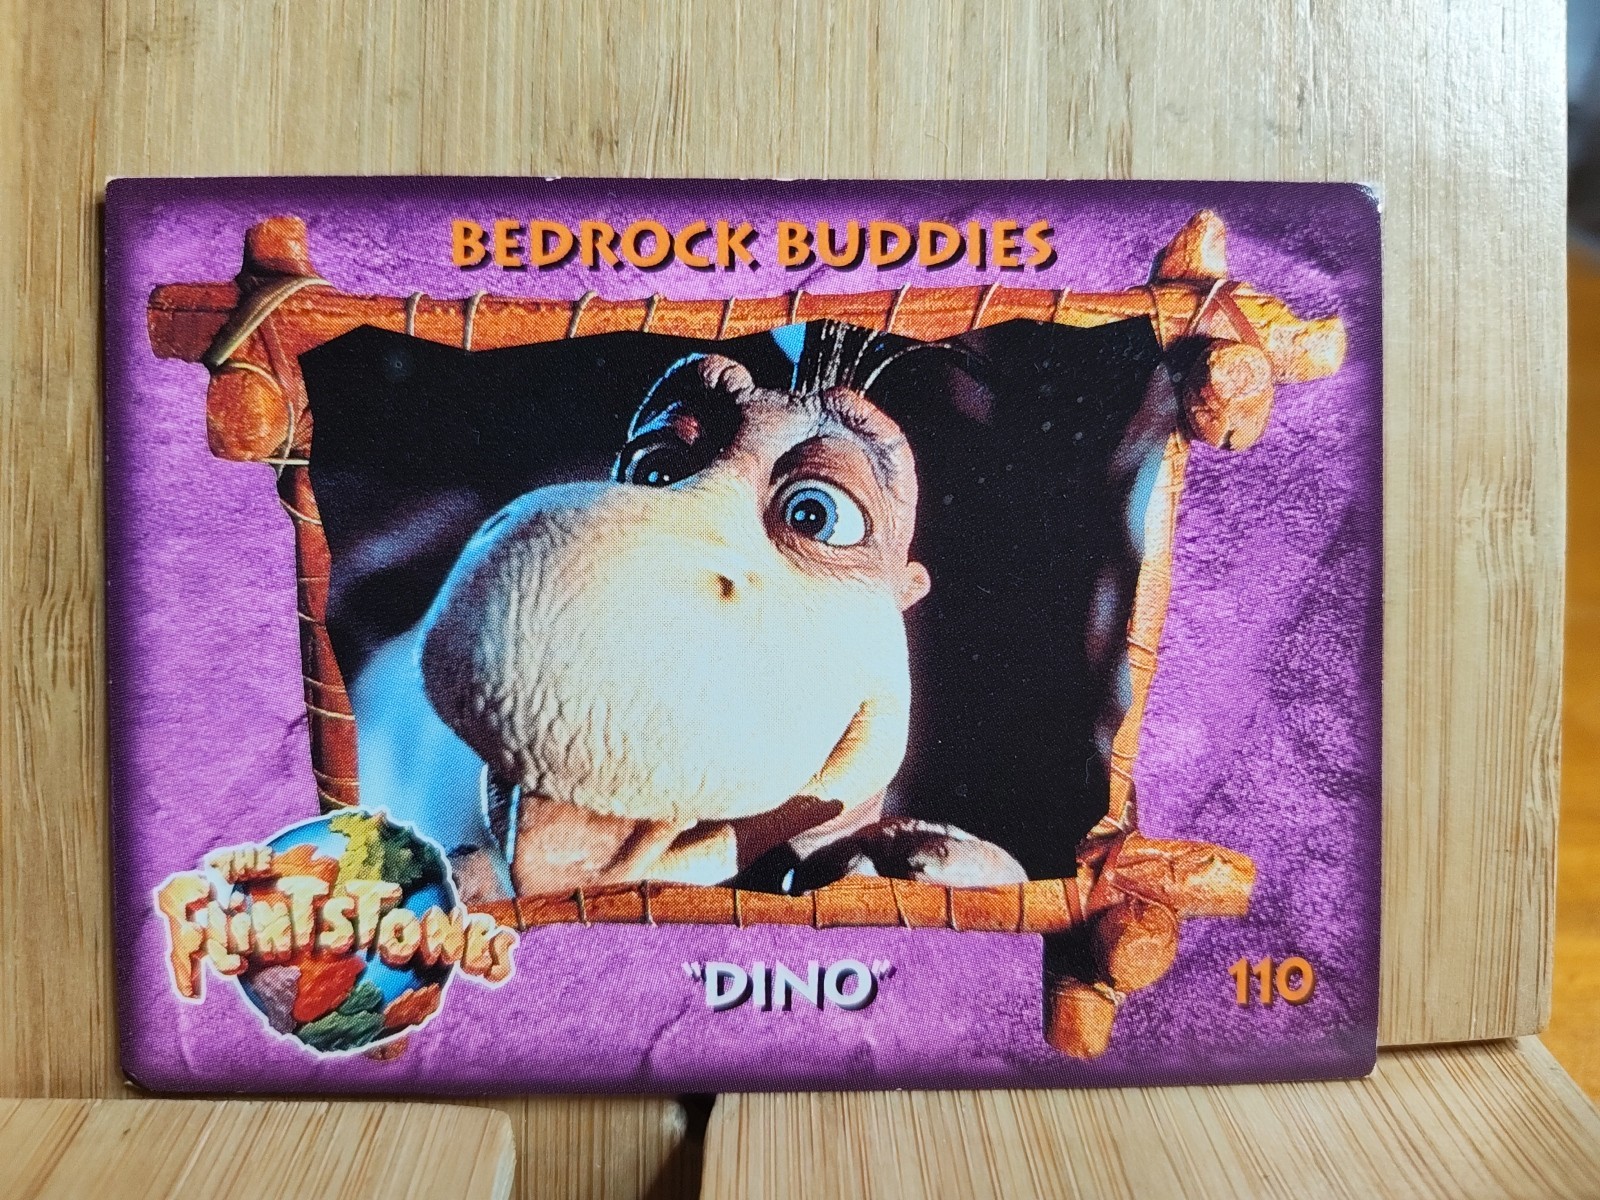 BEDROCK BUDDIES
THE
FLINTSTONES
"DINO"
110